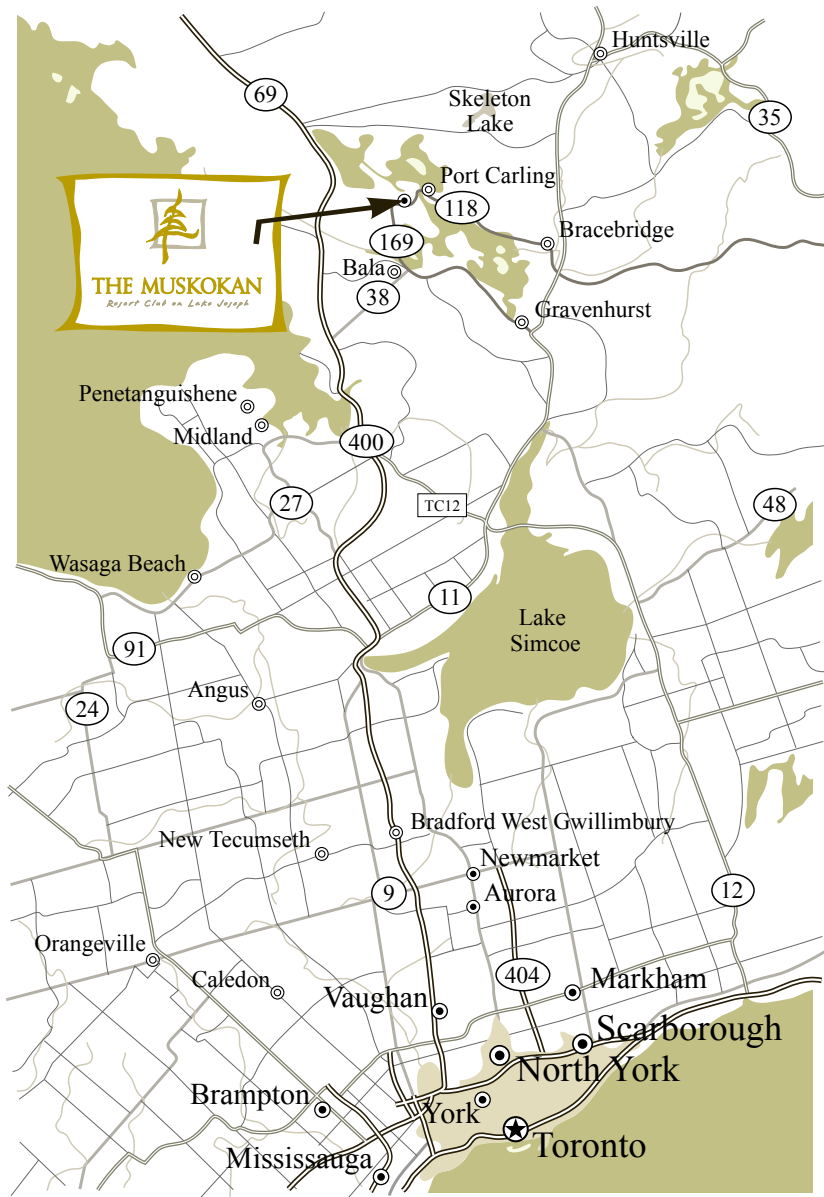 Huntsville
69
Skeleton
Lake
35
Port Carling
118
THE MUSKOKAN
Resort Club on Lake Joseph
169
Bracebridge
Bala
38
Gravenhurst
Penetanguishene
Midland
400
27
TC12
48
Wasaga Beach
11
Lake
Simcoe
91
Angus
24
Bradford West Gwillimbury
New Tecumseth
Newmarket
9
Aurora
12
Orangeville
404
Caledon
Markham
Vaughan
Scarborough
North York
Brampton
York
Toronto
Mississauga